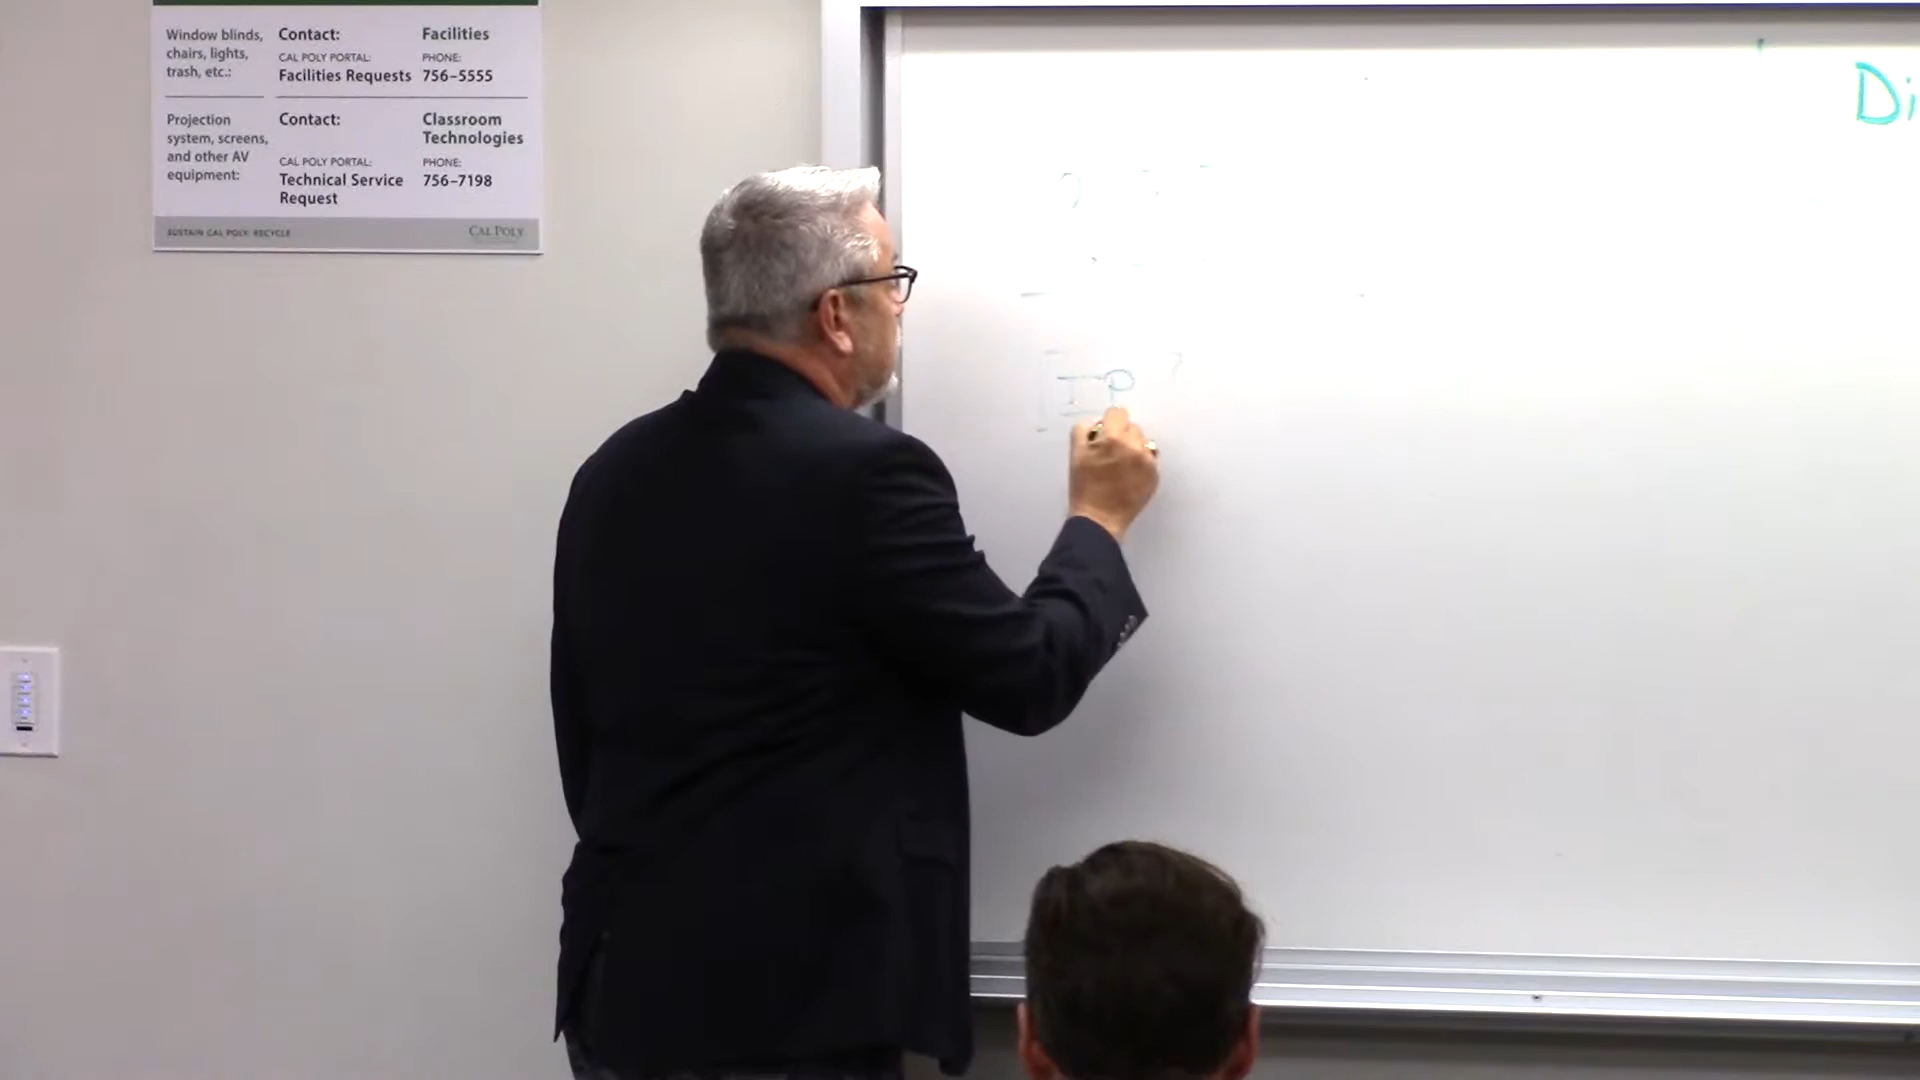 Window blinds,
chairs, lights,
trash, etc.:
Contact:
Facilities
CAL POLY PORTAL:
Facilities Requests
PHONE:
756-5555
Projection
system, screens,
and other AV
equipment:
Contact:
Classroom
Technologies
CAL POLY PORTAL:
Technical Service
Request
PHONE:
756-7198
SUSTAIN CAL POLY: RECYCLE
CAL POLY
Di
IP